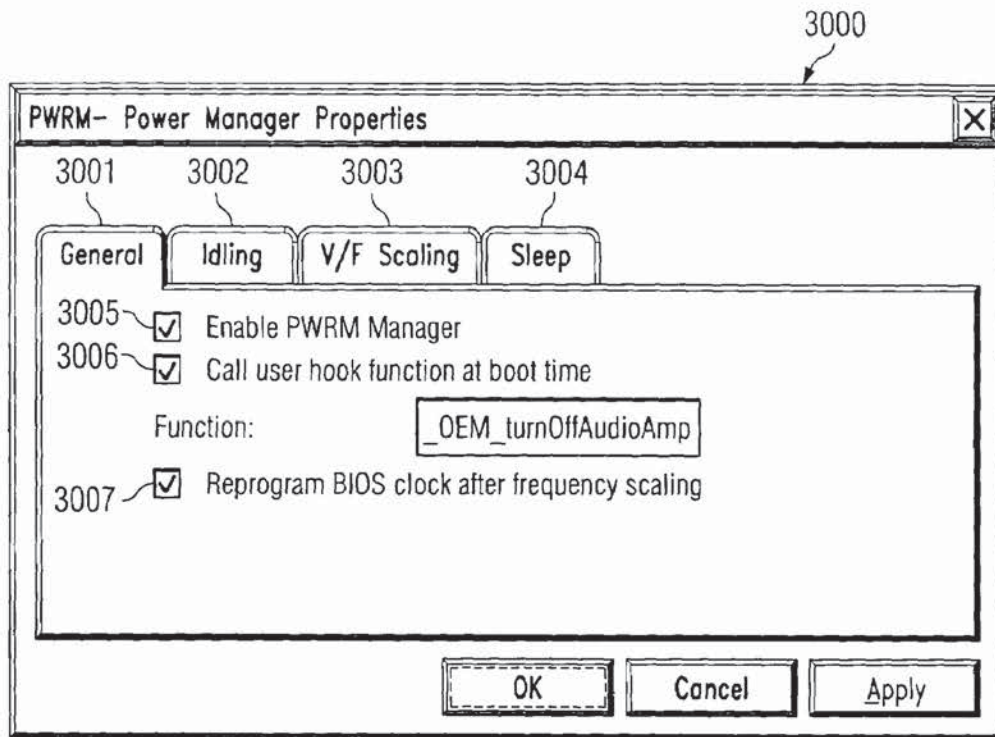 3000
PWRM- Power Manager Properties
3001 3002 3003 3004
General Idling V/F Scaling Sleep
3005 Enable PWRM Manager
3006 Call user hook function at boot time
Function: _OEM_turnOffAudioAmp
3007 Reprogram BIOS clock after frequency scaling
OK Cancel Apply